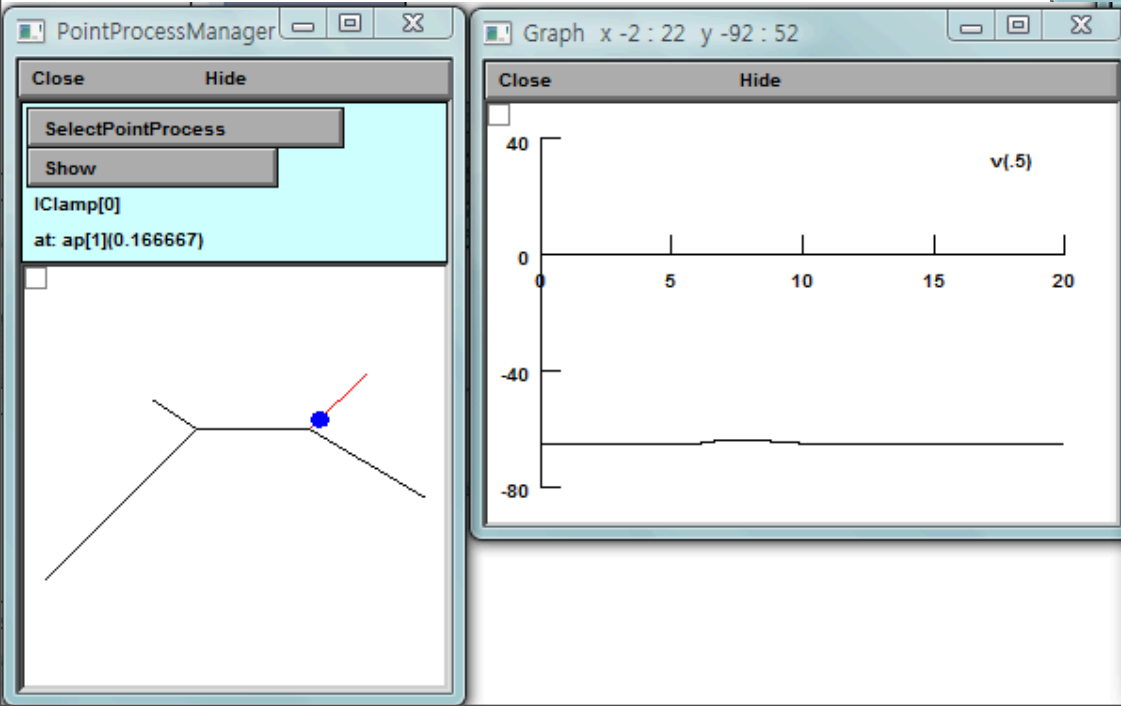 PointProcessManager
Close Hide
SelectPointProcess
Show
IClamp[0]
at: ap[1](0.166667)
Graph x -2 : 22 y -92 : 52
Close Hide
40
v(.5)
0
0 5 10 15 20
-40
-80